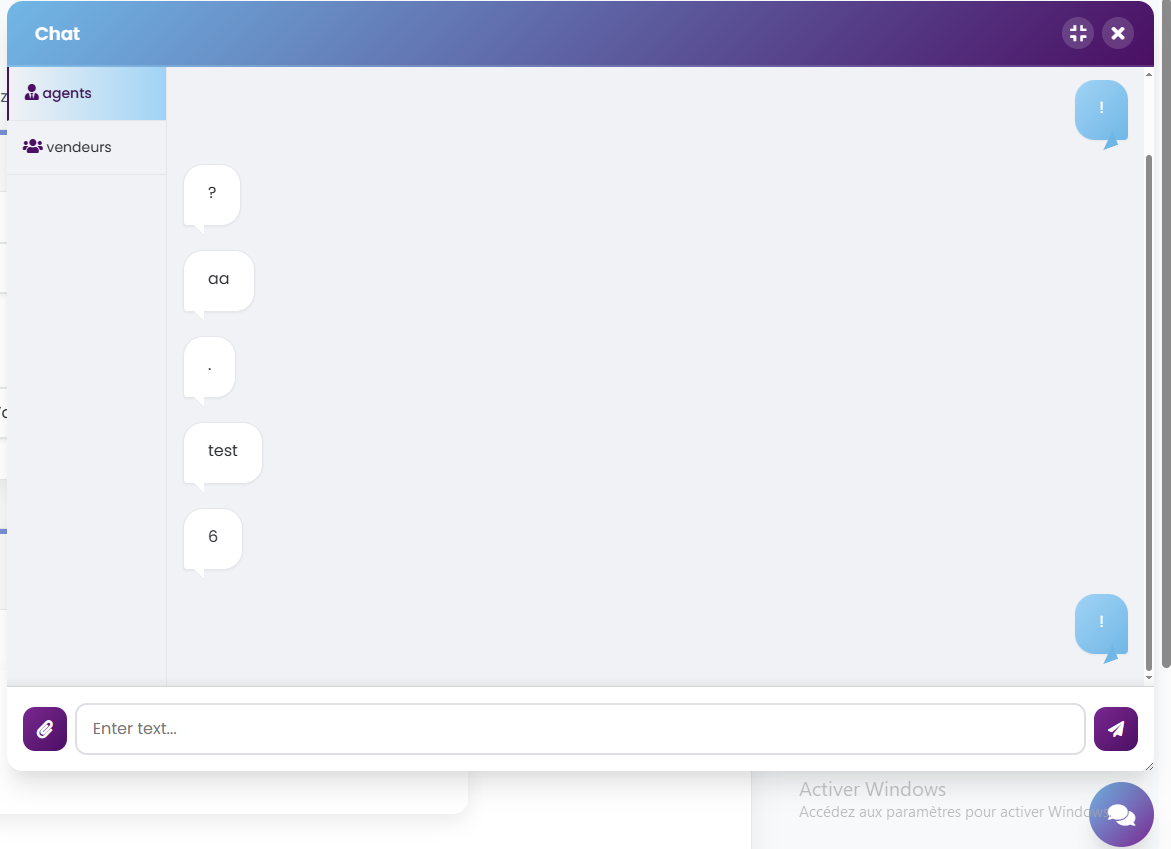 Chat
agents
vendeurs
!
?
aa
.
test
6
!
Enter text...
Activer Windows
Accédez aux paramètres pour activer Windows